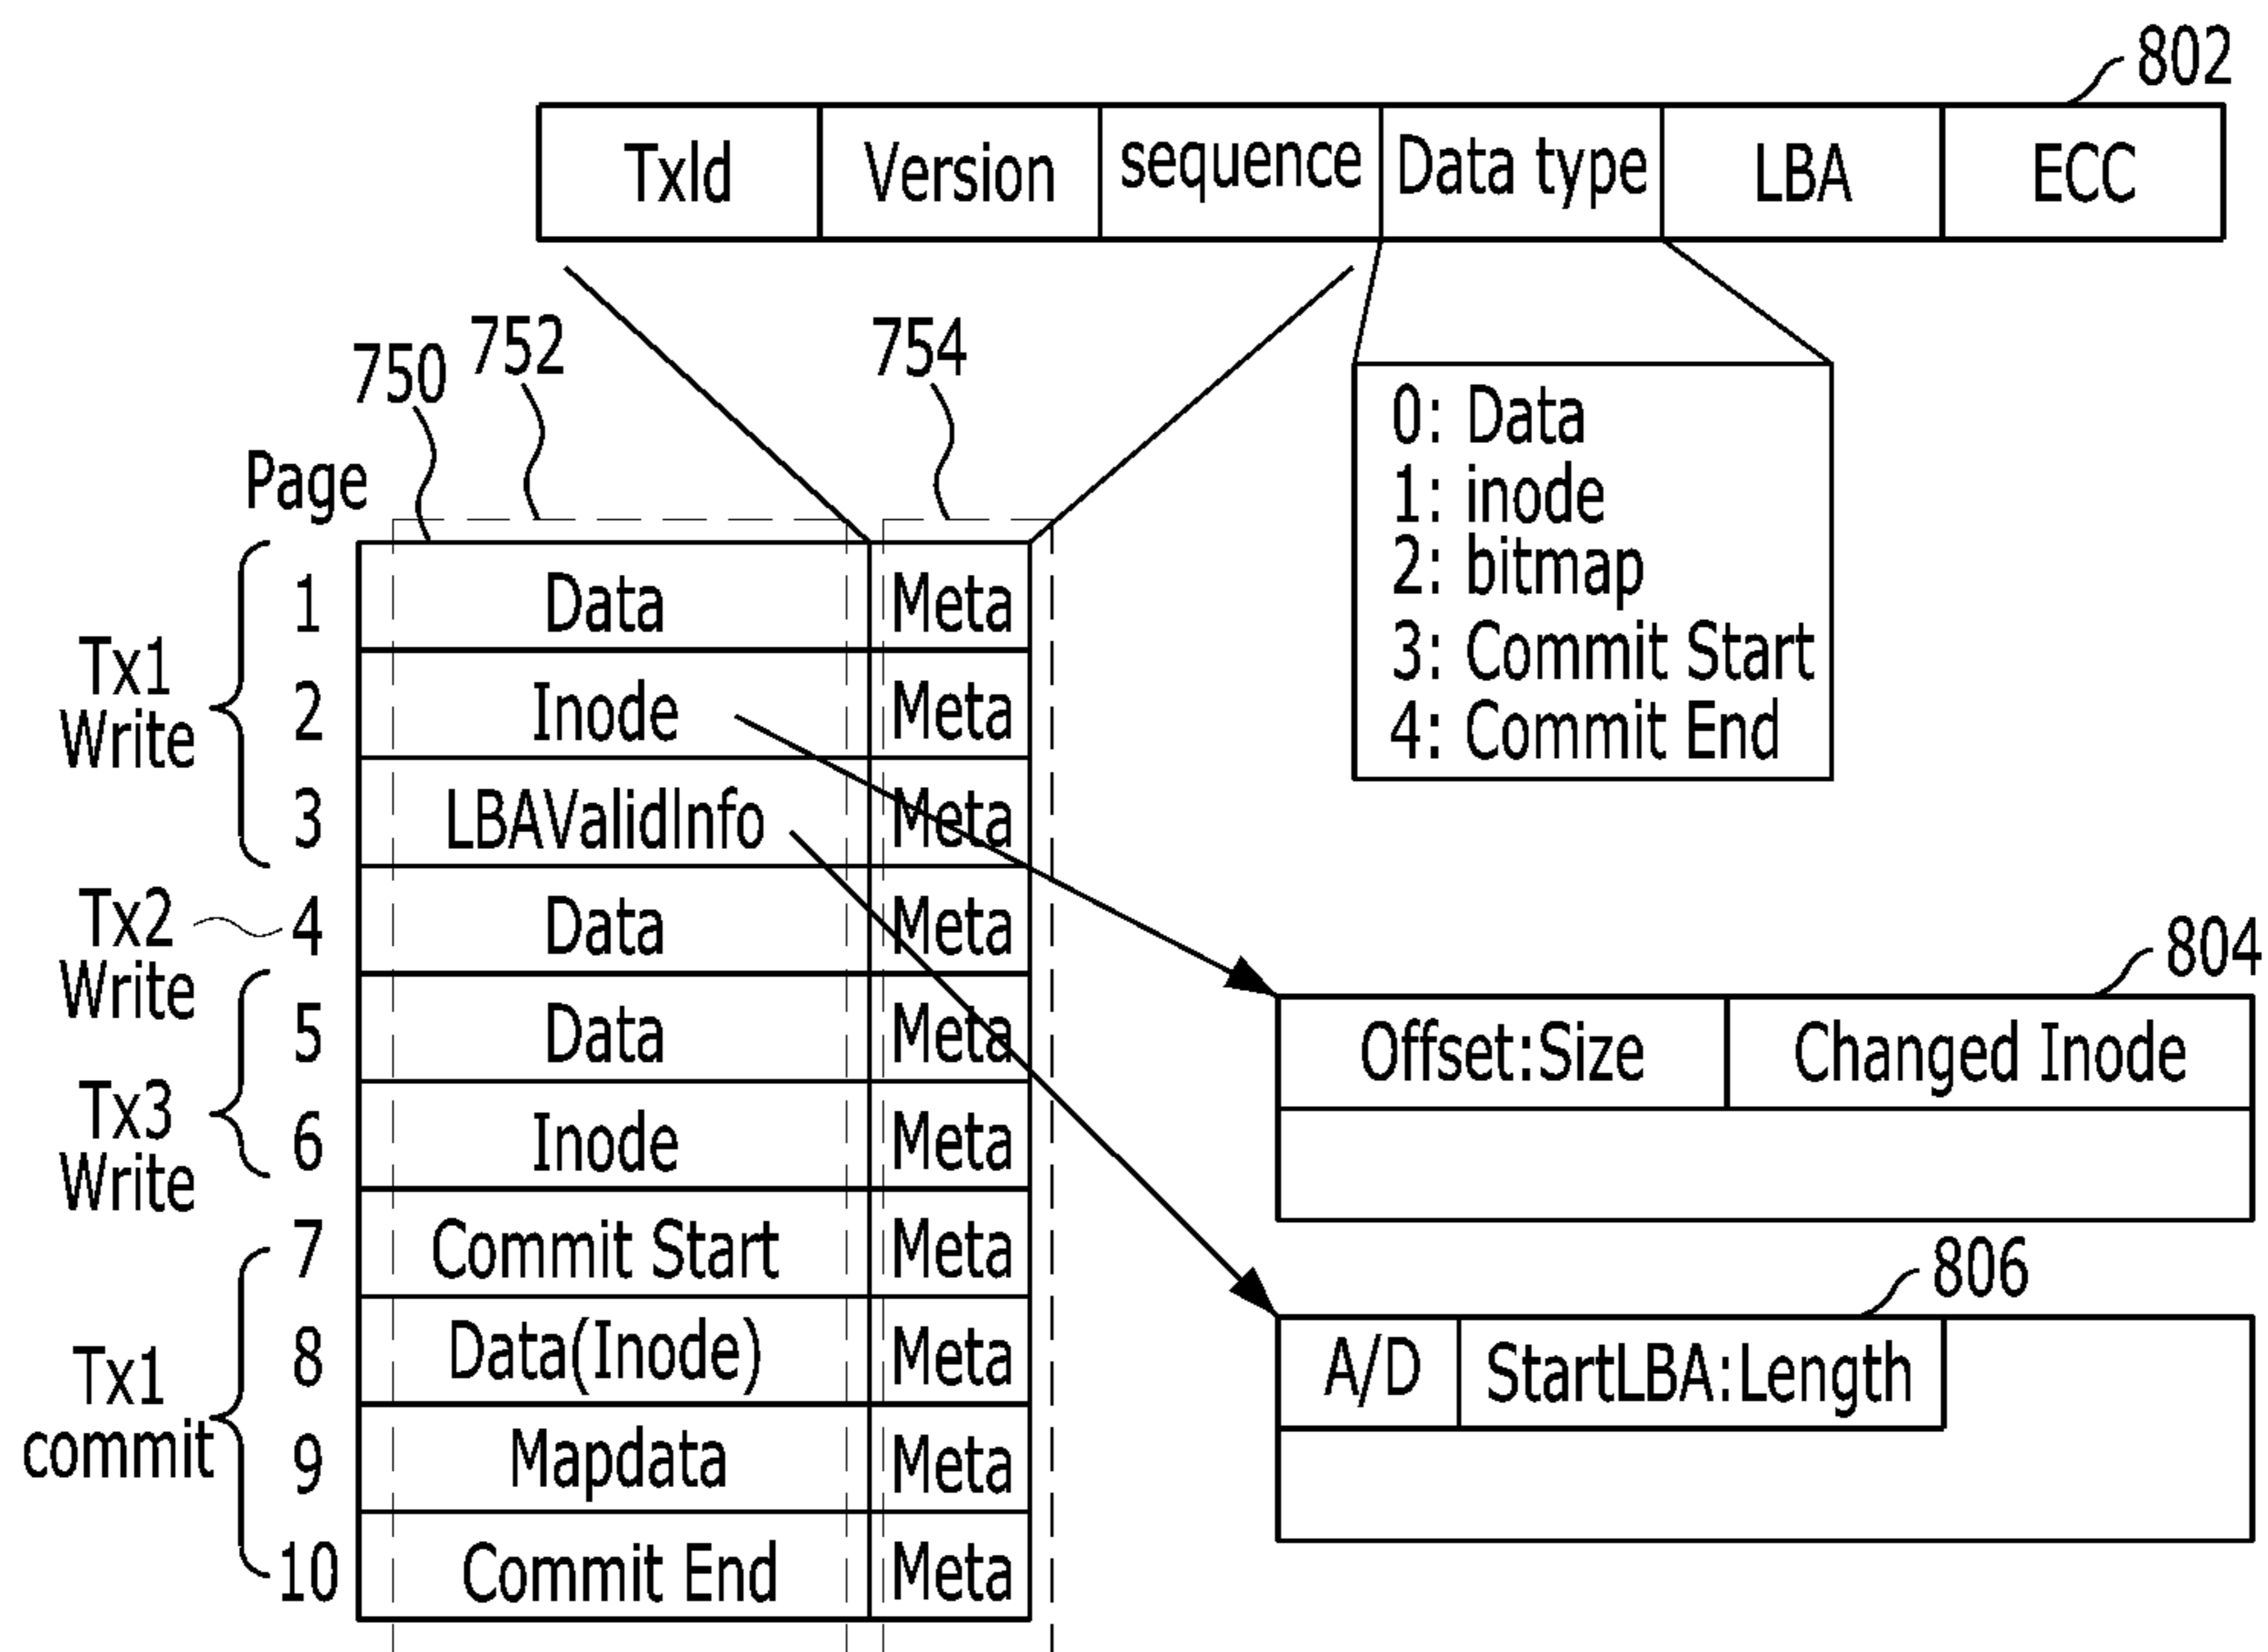 802
TxId Version sequence Data type LBA ECC
750 752 754
0: Data
1: inode
2: bitmap
3: Commit Start
4: Commit End
Page
1 Data Meta
Tx1
Write
2 Inode Meta
3 LBAValidInfo Meta
Tx2
Write
4 Data Meta
5 Data Meta
Tx3
Write
6 Inode Meta
7 Commit Start Meta
8 Data(Inode) Meta
Tx1
commit
9 Mapdata Meta
10 Commit End Meta
804
Offset:Size Changed Inode
806
A/D StartLBA:Length